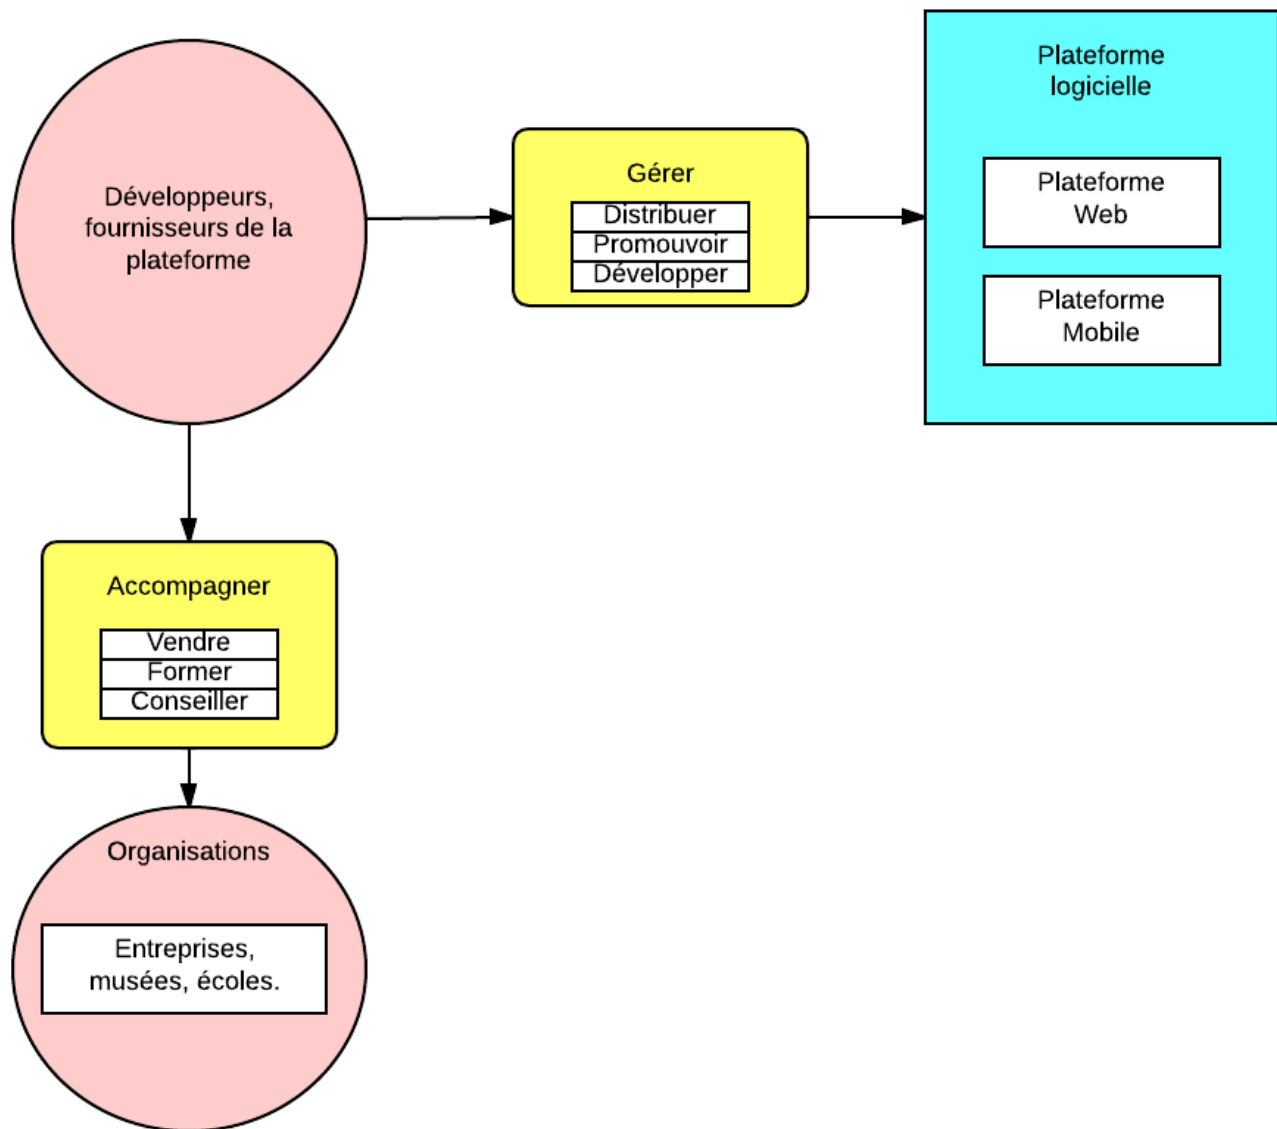 Développeurs,
fournisseurs de la
plateforme
Gérer
Distribuer
Promouvoir
Développer
Plateforme
logicielle
Plateforme
Web
Plateforme
Mobile
Accompagner
Vendre
Former
Conseiller
Organisations
Entreprises,
musées, écoles.